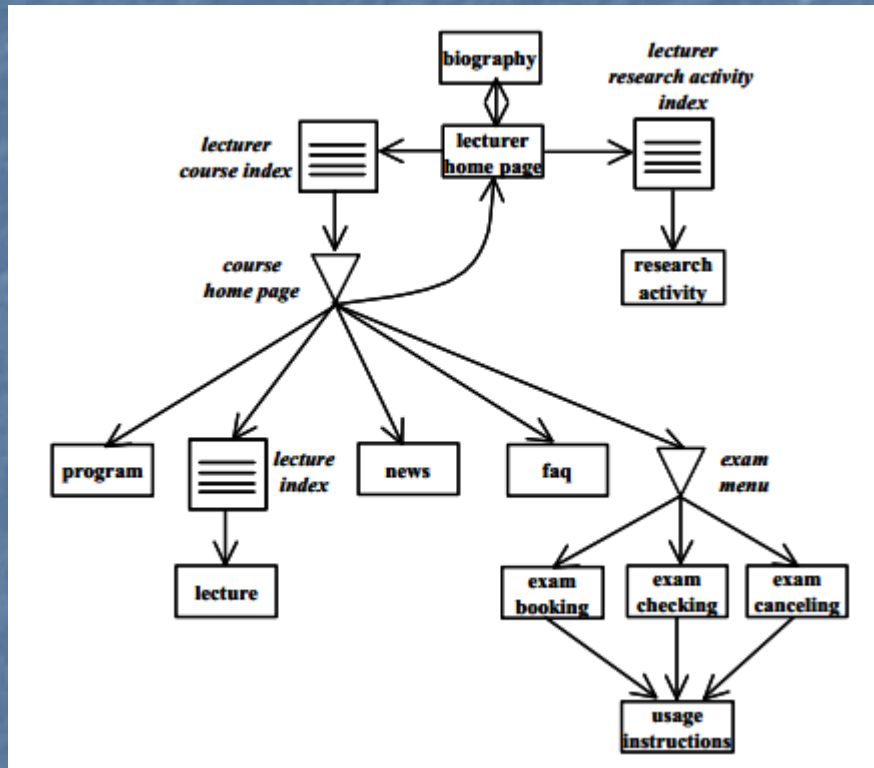 biography
lecturer
research activity
index
lecturer
course index
lecturer
home page
course
home page
research
activity
program
lecture
index
news
faq
exam
menu
lecture
exam
booking
exam
checking
exam
canceling
usage
instructions